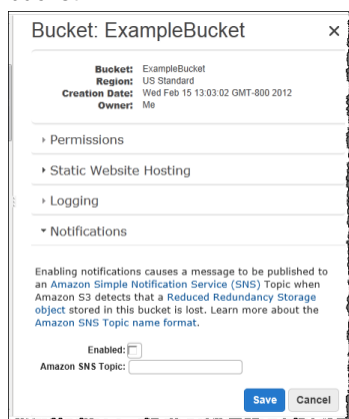 Bucket: ExampleBucket ×
Bucket: ExampleBucket
Region: US Standard
Creation Date: Wed Feb 15 13:03:02 GMT-800 2012
Owner: Me
Permissions
Static Website Hosting
Logging
Notifications
Enabling notifications causes a message to be published to
an Amazon Simple Notification Service (SNS) Topic when
Amazon S3 detects that a Reduced Redundancy Storage
object stored in this bucket is lost. Learn more about the
Amazon SNS Topic name format.
Enabled:
Amazon SNS Topic:
Save Cancel